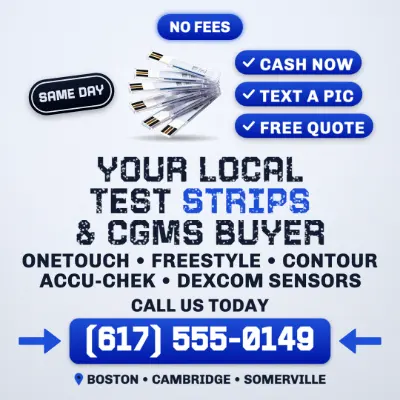 NO FEES
SAME DAY
CASH NOW
TEXT A PIC
FREE QUOTE
YOUR LOCAL
TEST STRIPS
& CGMS BUYER
ONETOUCH • FREESTYLE • CONTOUR
ACCU-CHEK • DEXCOM SENSORS
CALL US TODAY
(617) 555-0149
BOSTON • CAMBRIDGE • SOMERVILLE